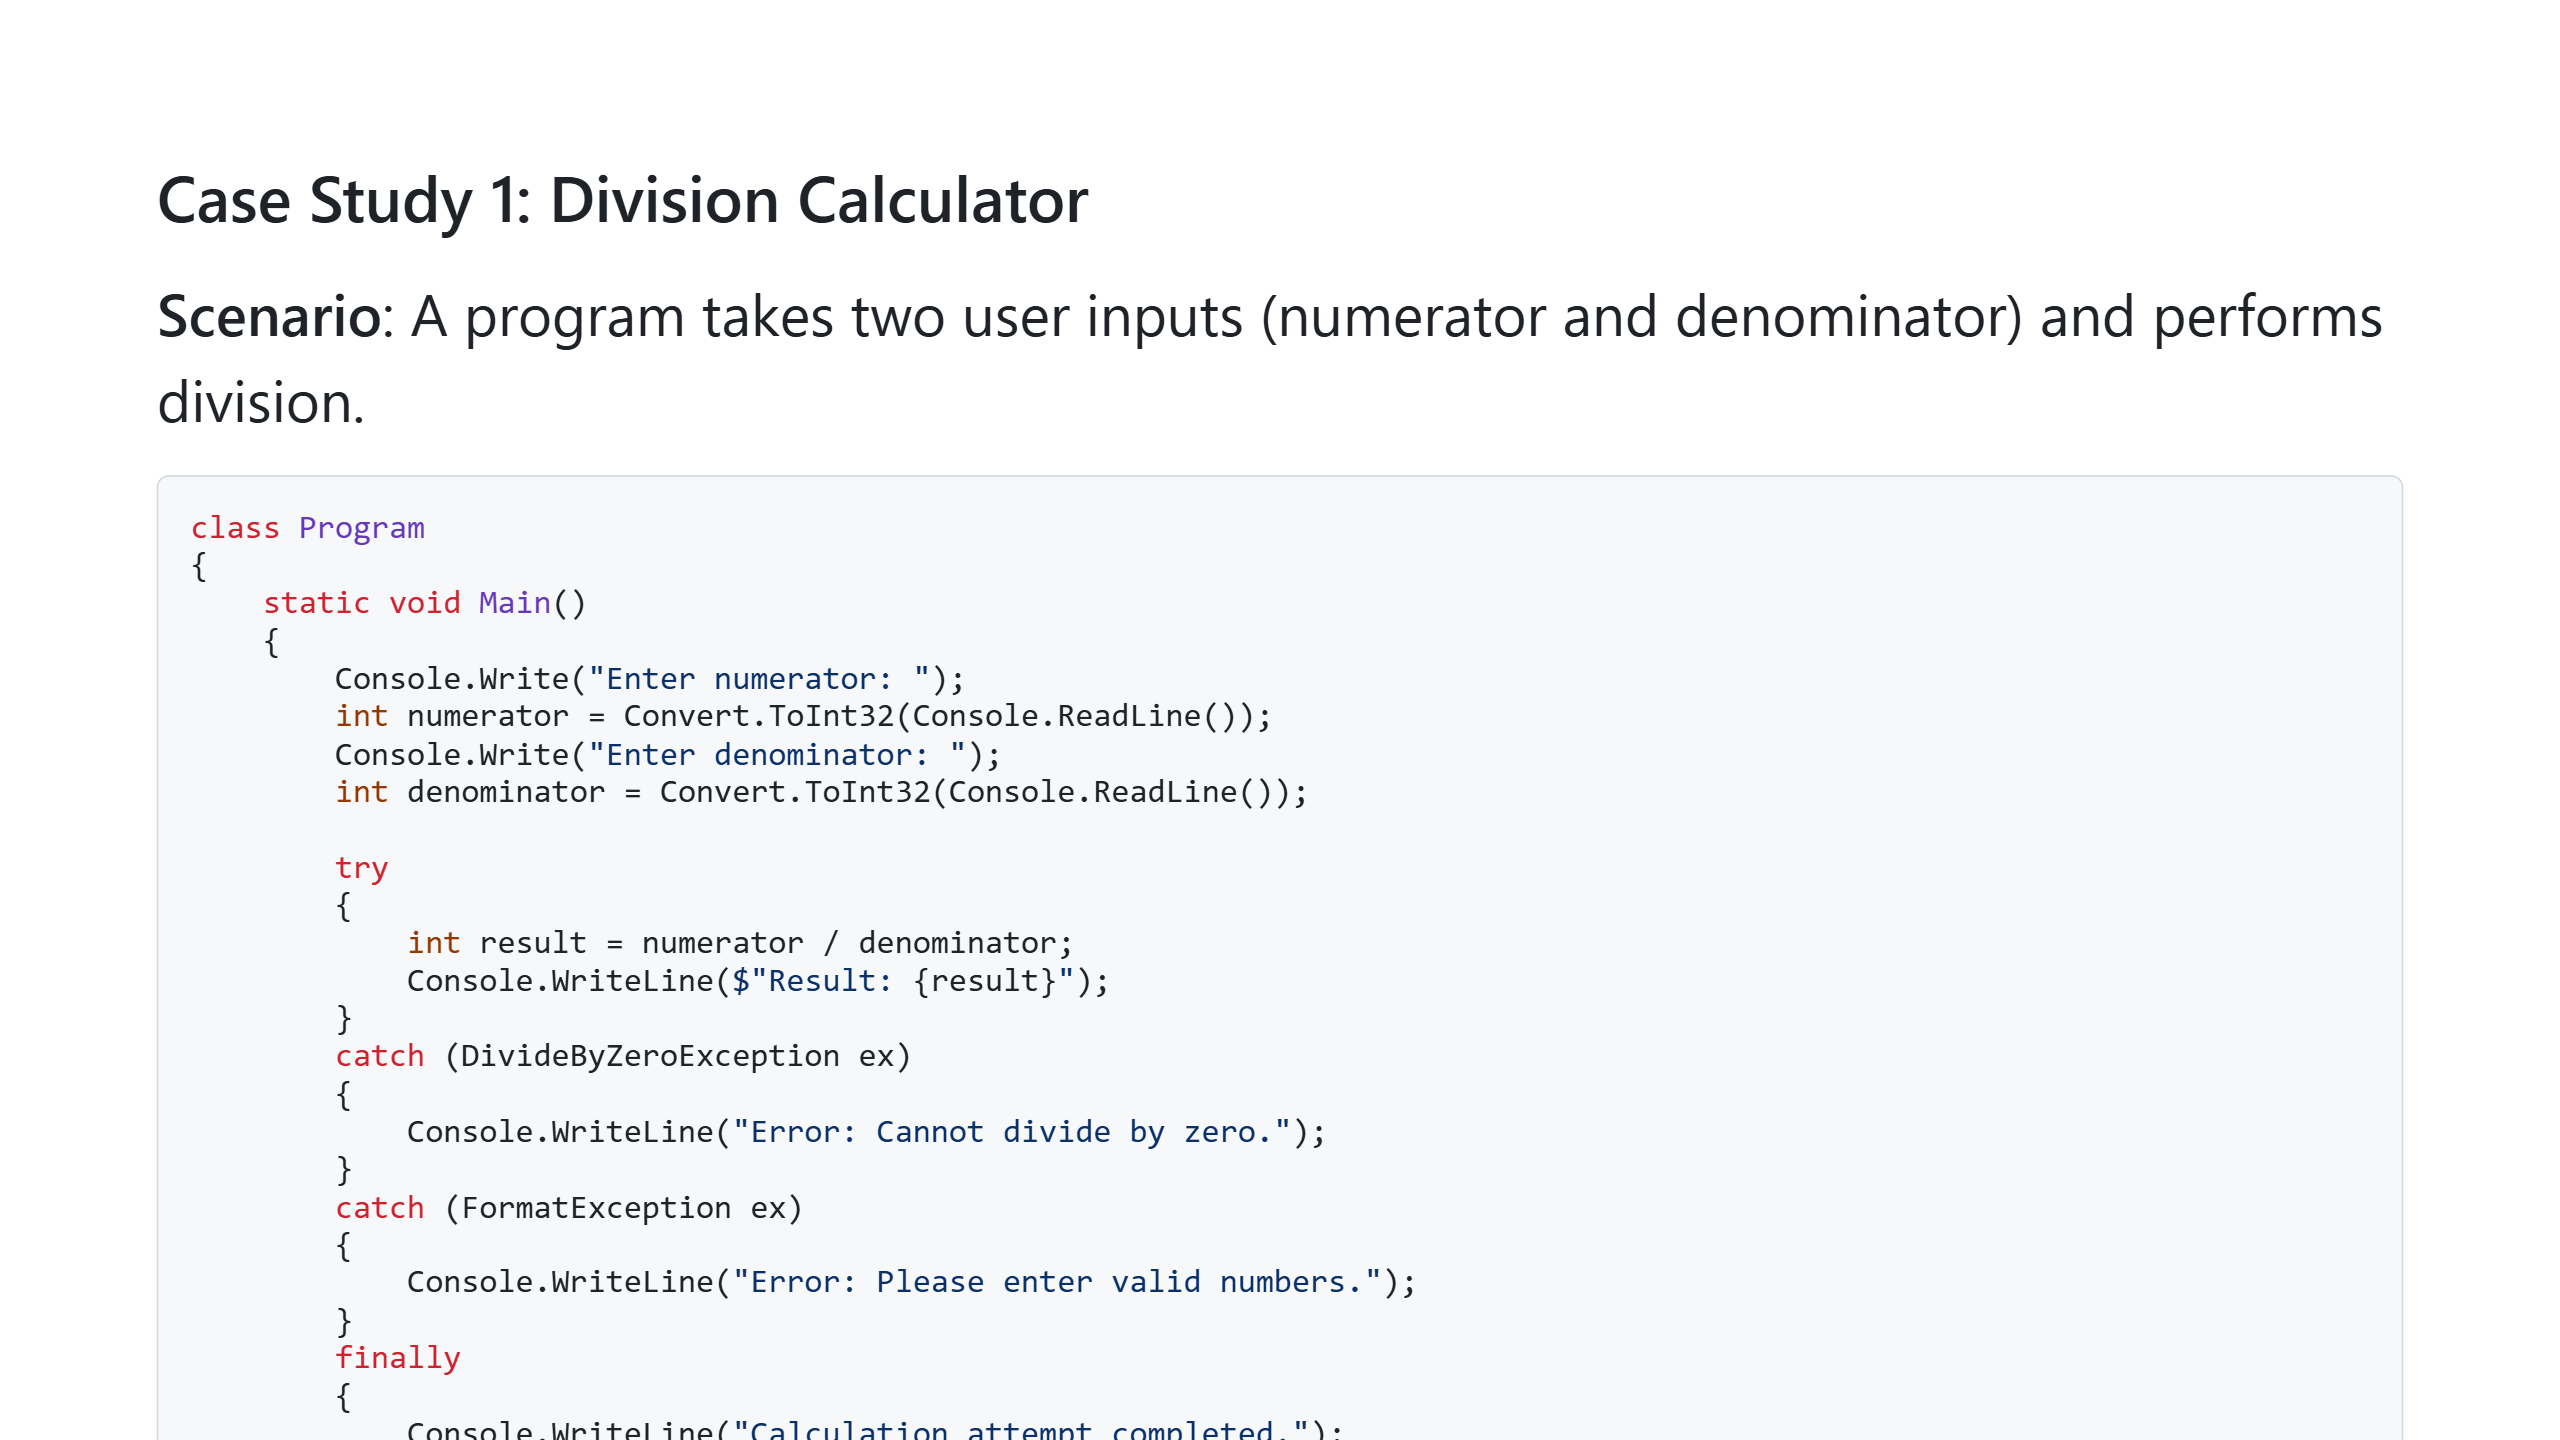 Case Study 1: Division Calculator
Scenario: A program takes two user inputs (numerator and denominator) and performs
division.
class Program
{
    static void Main()
    {
        Console.Write("Enter numerator: ");
        int numerator = Convert.ToInt32(Console.ReadLine());
        Console.Write("Enter denominator: ");
        int denominator = Convert.ToInt32(Console.ReadLine());

        try
        {
            int result = numerator / denominator;
            Console.WriteLine($"Result: {result}");
        }
        catch (DivideByZeroException ex)
        {
            Console.WriteLine("Error: Cannot divide by zero.");
        }
        catch (FormatException ex)
        {
            Console.WriteLine("Error: Please enter valid numbers.");
        }
        finally
        {
            Console.WriteLine("Calculation attempt completed.");